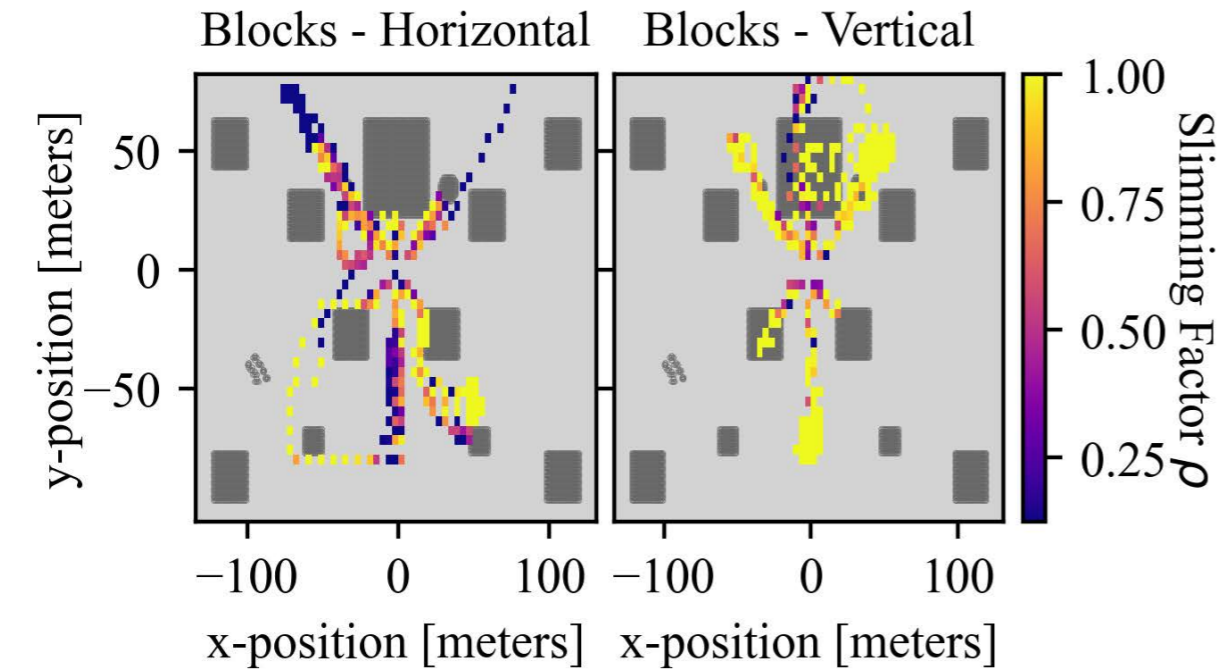 Blocks - Horizontal
Blocks - Vertical
y-position [meters]
50
0
−50
−100
0
100
−100
0
100
x-position [meters]
x-position [meters]
1.00
0.75
0.50
0.25
Slimming Factor ρ